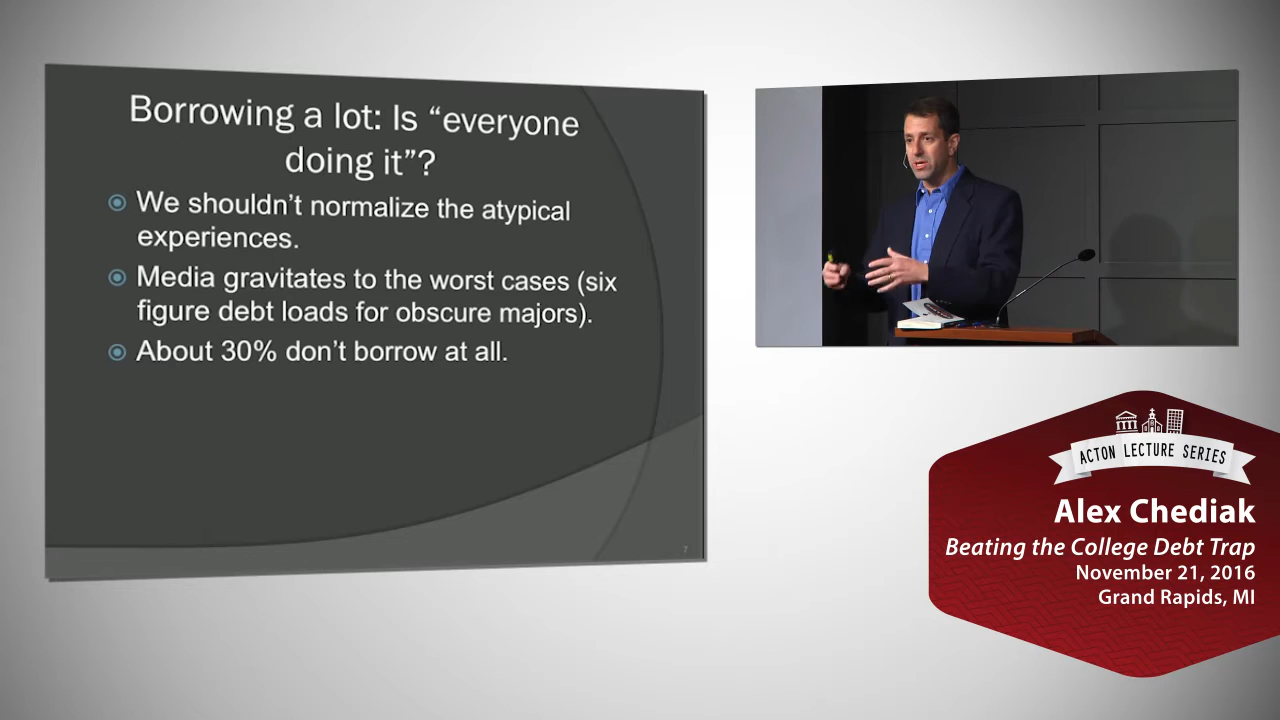 Borrowing a lot: Is “everyone
doing it”?
We shouldn’t normalize the atypical
experiences.
Media gravitates to the worst cases (six
figure debt loads for obscure majors).
About 30% don’t borrow at all.
7
ACTON LECTURE SERIES
Alex Chediak
Beating the College Debt Trap
November 21, 2016
Grand Rapids, MI